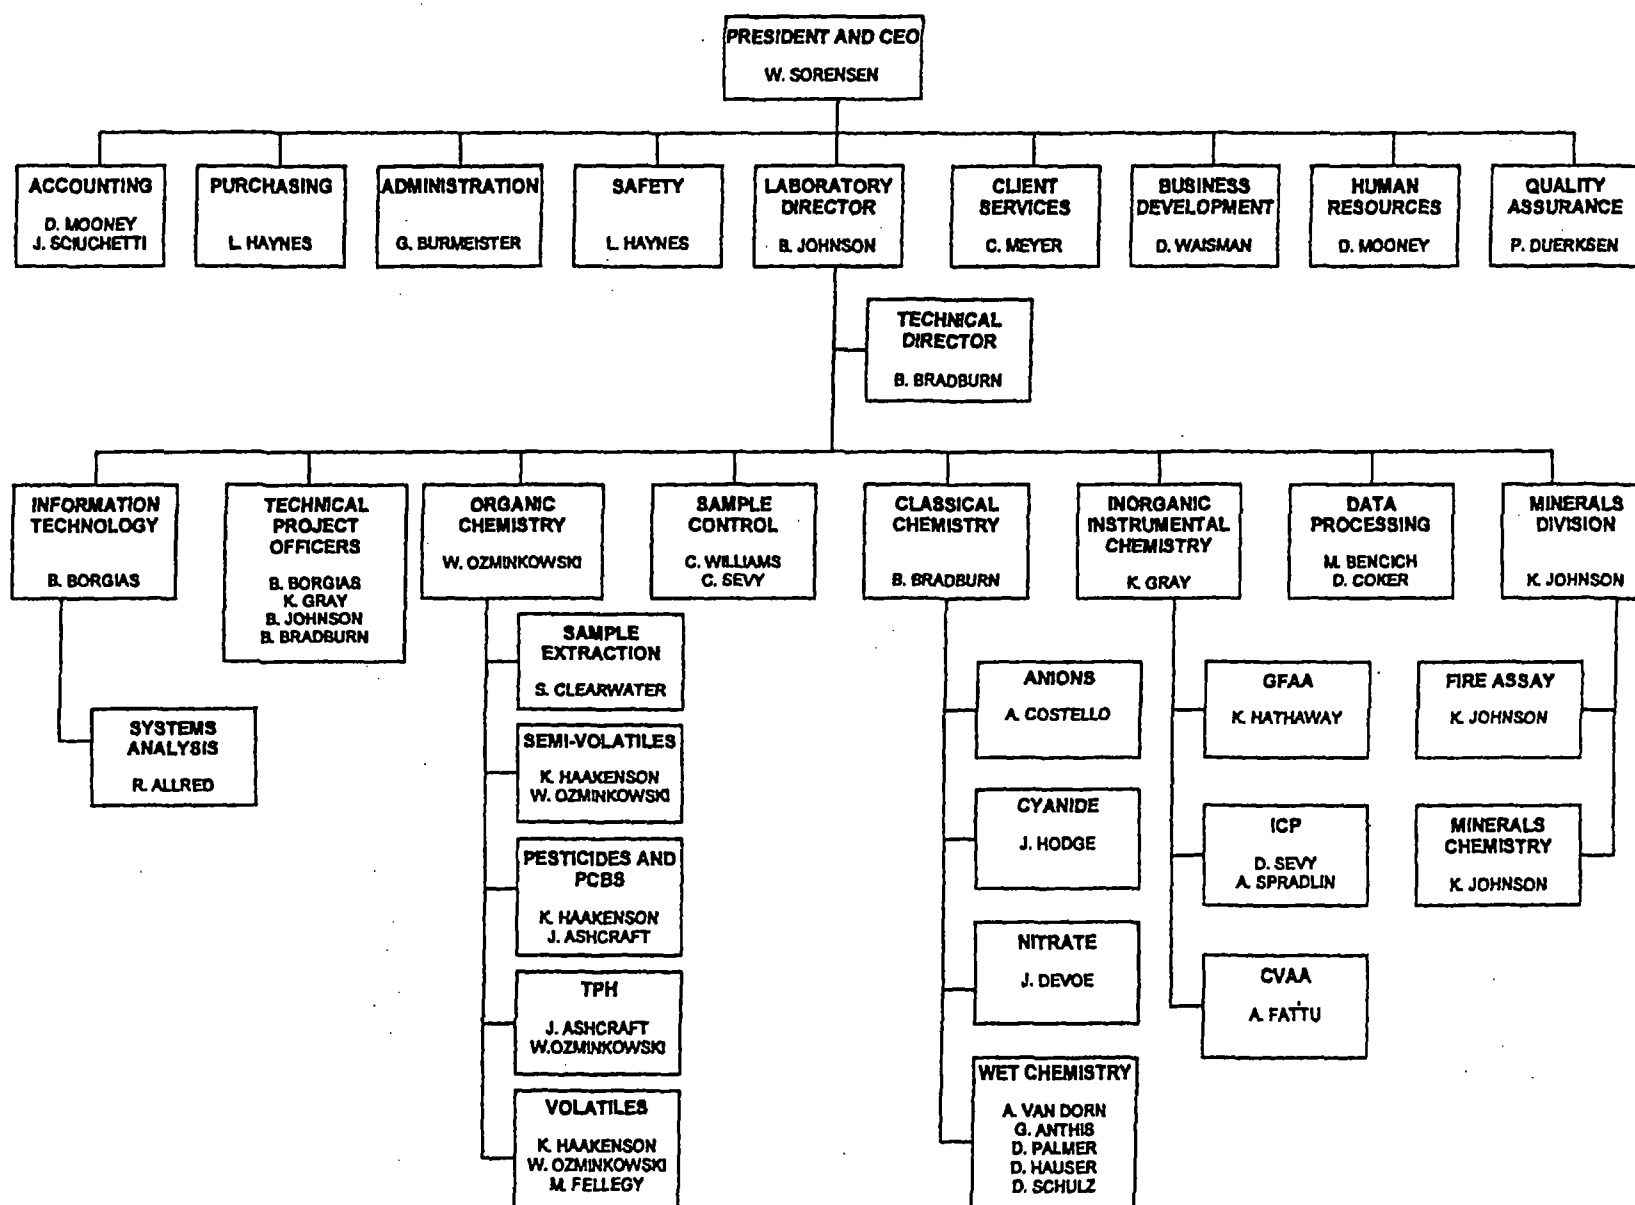 PRESIDENT AND CEO
W. SORENSEN
ACCOUNTING
D. MOONEY
J. SCIUCHETTI
PURCHASING
L. HAYNES
ADMINISTRATION
G. BURMEISTER
SAFETY
L. HAYNES
LABORATORY
DIRECTOR
B. JOHNSON
CLIENT
SERVICES
C. MEYER
BUSINESS
DEVELOPMENT
D. WAISMAN
HUMAN
RESOURCES
D. MOONEY
QUALITY
ASSURANCE
P. DUERKSEN
TECHNICAL
DIRECTOR
B. BRADBURN
INFORMATION
TECHNOLOGY
B. BORGIAS
TECHNICAL
PROJECT
OFFICERS
B. BORGIAS
K. GRAY
B. JOHNSON
B. BRADBURN
ORGANIC
CHEMISTRY
W. OZMINKOWSKI
SAMPLE
CONTROL
C. WILLIAMS
C. SEVY
CLASSICAL
CHEMISTRY
B. BRADBURN
INORGANIC
INSTRUMENTAL
CHEMISTRY
K. GRAY
DATA
PROCESSING
M. BENCICH
D. COKER
MINERALS
DIVISION
K. JOHNSON
SYSTEMS
ANALYSIS
R. ALLRED
SAMPLE
EXTRACTION
S. CLEARWATER
SEMI-VOLATILES
K. HAAKENSON
W. OZMINKOWSKI
PESTICIDES AND
PCBS
K. HAAKENSON
J. ASHCRAFT
TPH
J. ASHCRAFT
W.OZMINKOWSKI
VOLATILES
K. HAAKENSON
W. OZMINKOWSKI
M. FELLEGY
ANIONS
A. COSTELLO
CYANIDE
J. HODGE
NITRATE
J. DEVOE
WET CHEMISTRY
A. VAN DORN
G. ANTHIS
D. PALMER
D. HAUSER
D. SCHULZ
GFAA
K. HATHAWAY
ICP
D. SEVY
A. SPRADLIN
CVAA
A. FATTU
FIRE ASSAY
K. JOHNSON
MINERALS
CHEMISTRY
K. JOHNSON